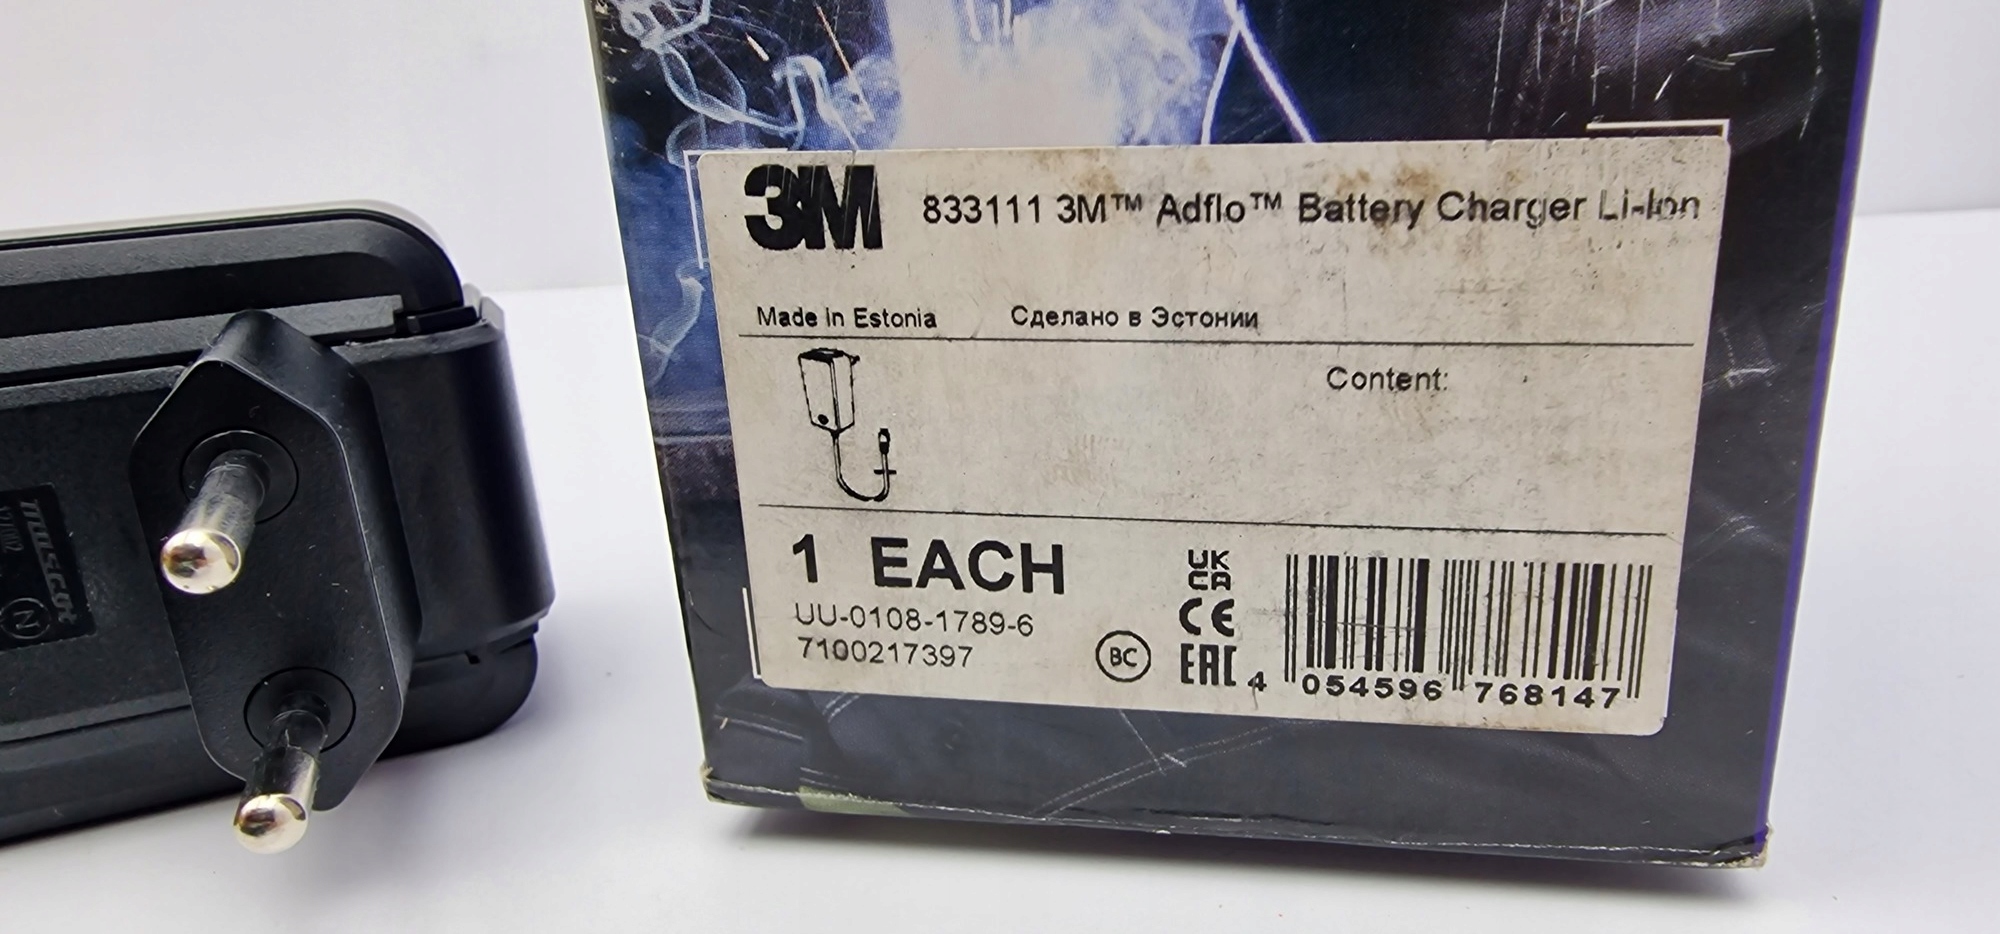 3M
833111 3M™ Adflo™ Battery Charger Li-Ion
Made in Estonia Сделано в Эстонии
Content:
1 EACH
UU-0108-1789-6
7100217397
BC
UK
CA
CE
EAC
4 054596 768147
mascot
N